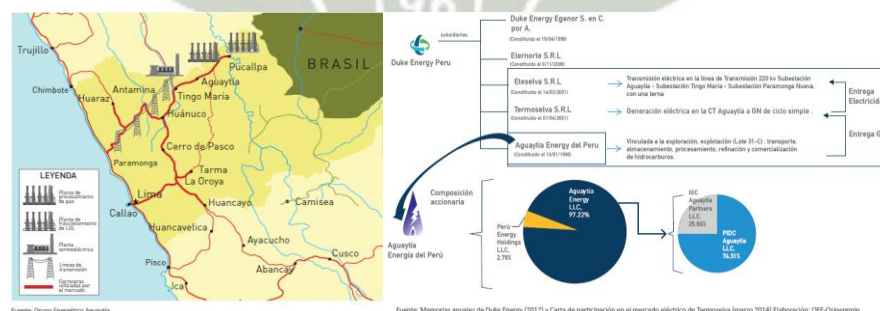 Trujillo
Chimbote
Huaraz
Antamina
Aguaytía
Tingo María
Pucallpa
BRASIL
Huánuco
Cerro de Pasco
Paramonga
Tarma
La Oroya
Lima
Callao
Huancayo
Camisea
Huancavelica
Ayacucho
Cusco
Abancay
Pisco
Ica
LEYENDA
Planta de
procesamiento
de gas
Planta de
fraccionamiento
de LGN
Planta
termoeléctrica
Líneas de
transmisión
Carreteras
utilizadas por
el mercado
Fuente: Grupo Energético Aguaytía
Duke Energy Peru
subsidiarias
Duke Energy Egenor S. en C.
por A.
Eternorte S.R.L
Eteselva S.R.L
Transmisión eléctrica en la línea de Transmisión 220 kv Subestación
Aguaytía – Subestación Tingo María – Subestación Paramonga Nueva,
con una terna
Termoselva S.R.L
Generación eléctrica en la CT Aguaytía a GN de ciclo simple .
Aguaytia Energy del Peru
Vinculada a la exploración, explotación (Lote 31-C) , transporte,
almacenamiento, procesamiento, refinación y comercialización
de hidrocarburos.
Entrega
Electricida
Entrega G
Aguaytía
Energía del Perú
Composición
accionaria
Perú
Energy
Holdings
LLC,
2.78%
Aguaytia
Energy
LLC,
97.22%
IGC
Aguaytia
Partners
LLC,
PIDC
Aguaytia
LLC,
74.31%
Fuente: Memorias anuales de Duke Energy (2012) y Carta de participación en el mercado eléctrico de Termoselva (marzo 2014) Elaboración: OEE-Osinergmin